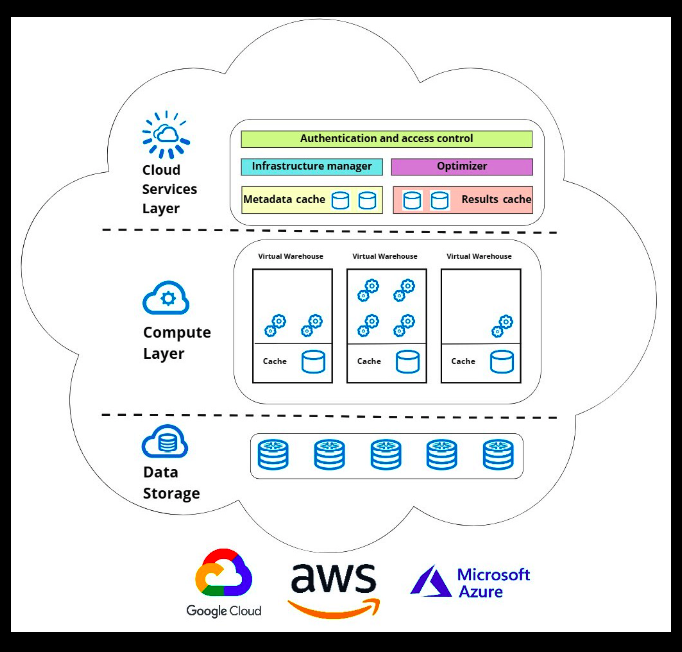 Authentication and access control
Cloud
Services
Layer
Infrastructure manager
Optimizer
Metadata cache
Results cache
Virtual Warehouse
Virtual Warehouse
Virtual Warehouse
Compute
Layer
Cache
Cache
Cache
Data
Storage
Google Cloud
aws
Microsoft
Azure